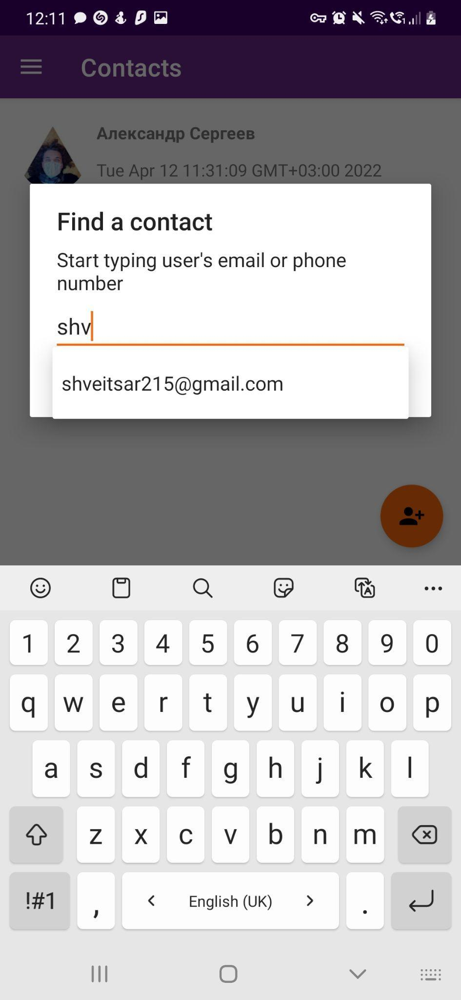 12:11
Contacts
Александр Сергеев
Tue Apr 12 11:31:09 GMT+03:00 2022
Find a contact
Start typing user's email or phone
number
shv
shveitsar215@gmail.com
1 2 3 4 5 6 7 8 9 0
q w e r t y u i o p
a s d f g h j k l
z x c v b n m
!#1 , English (UK) .